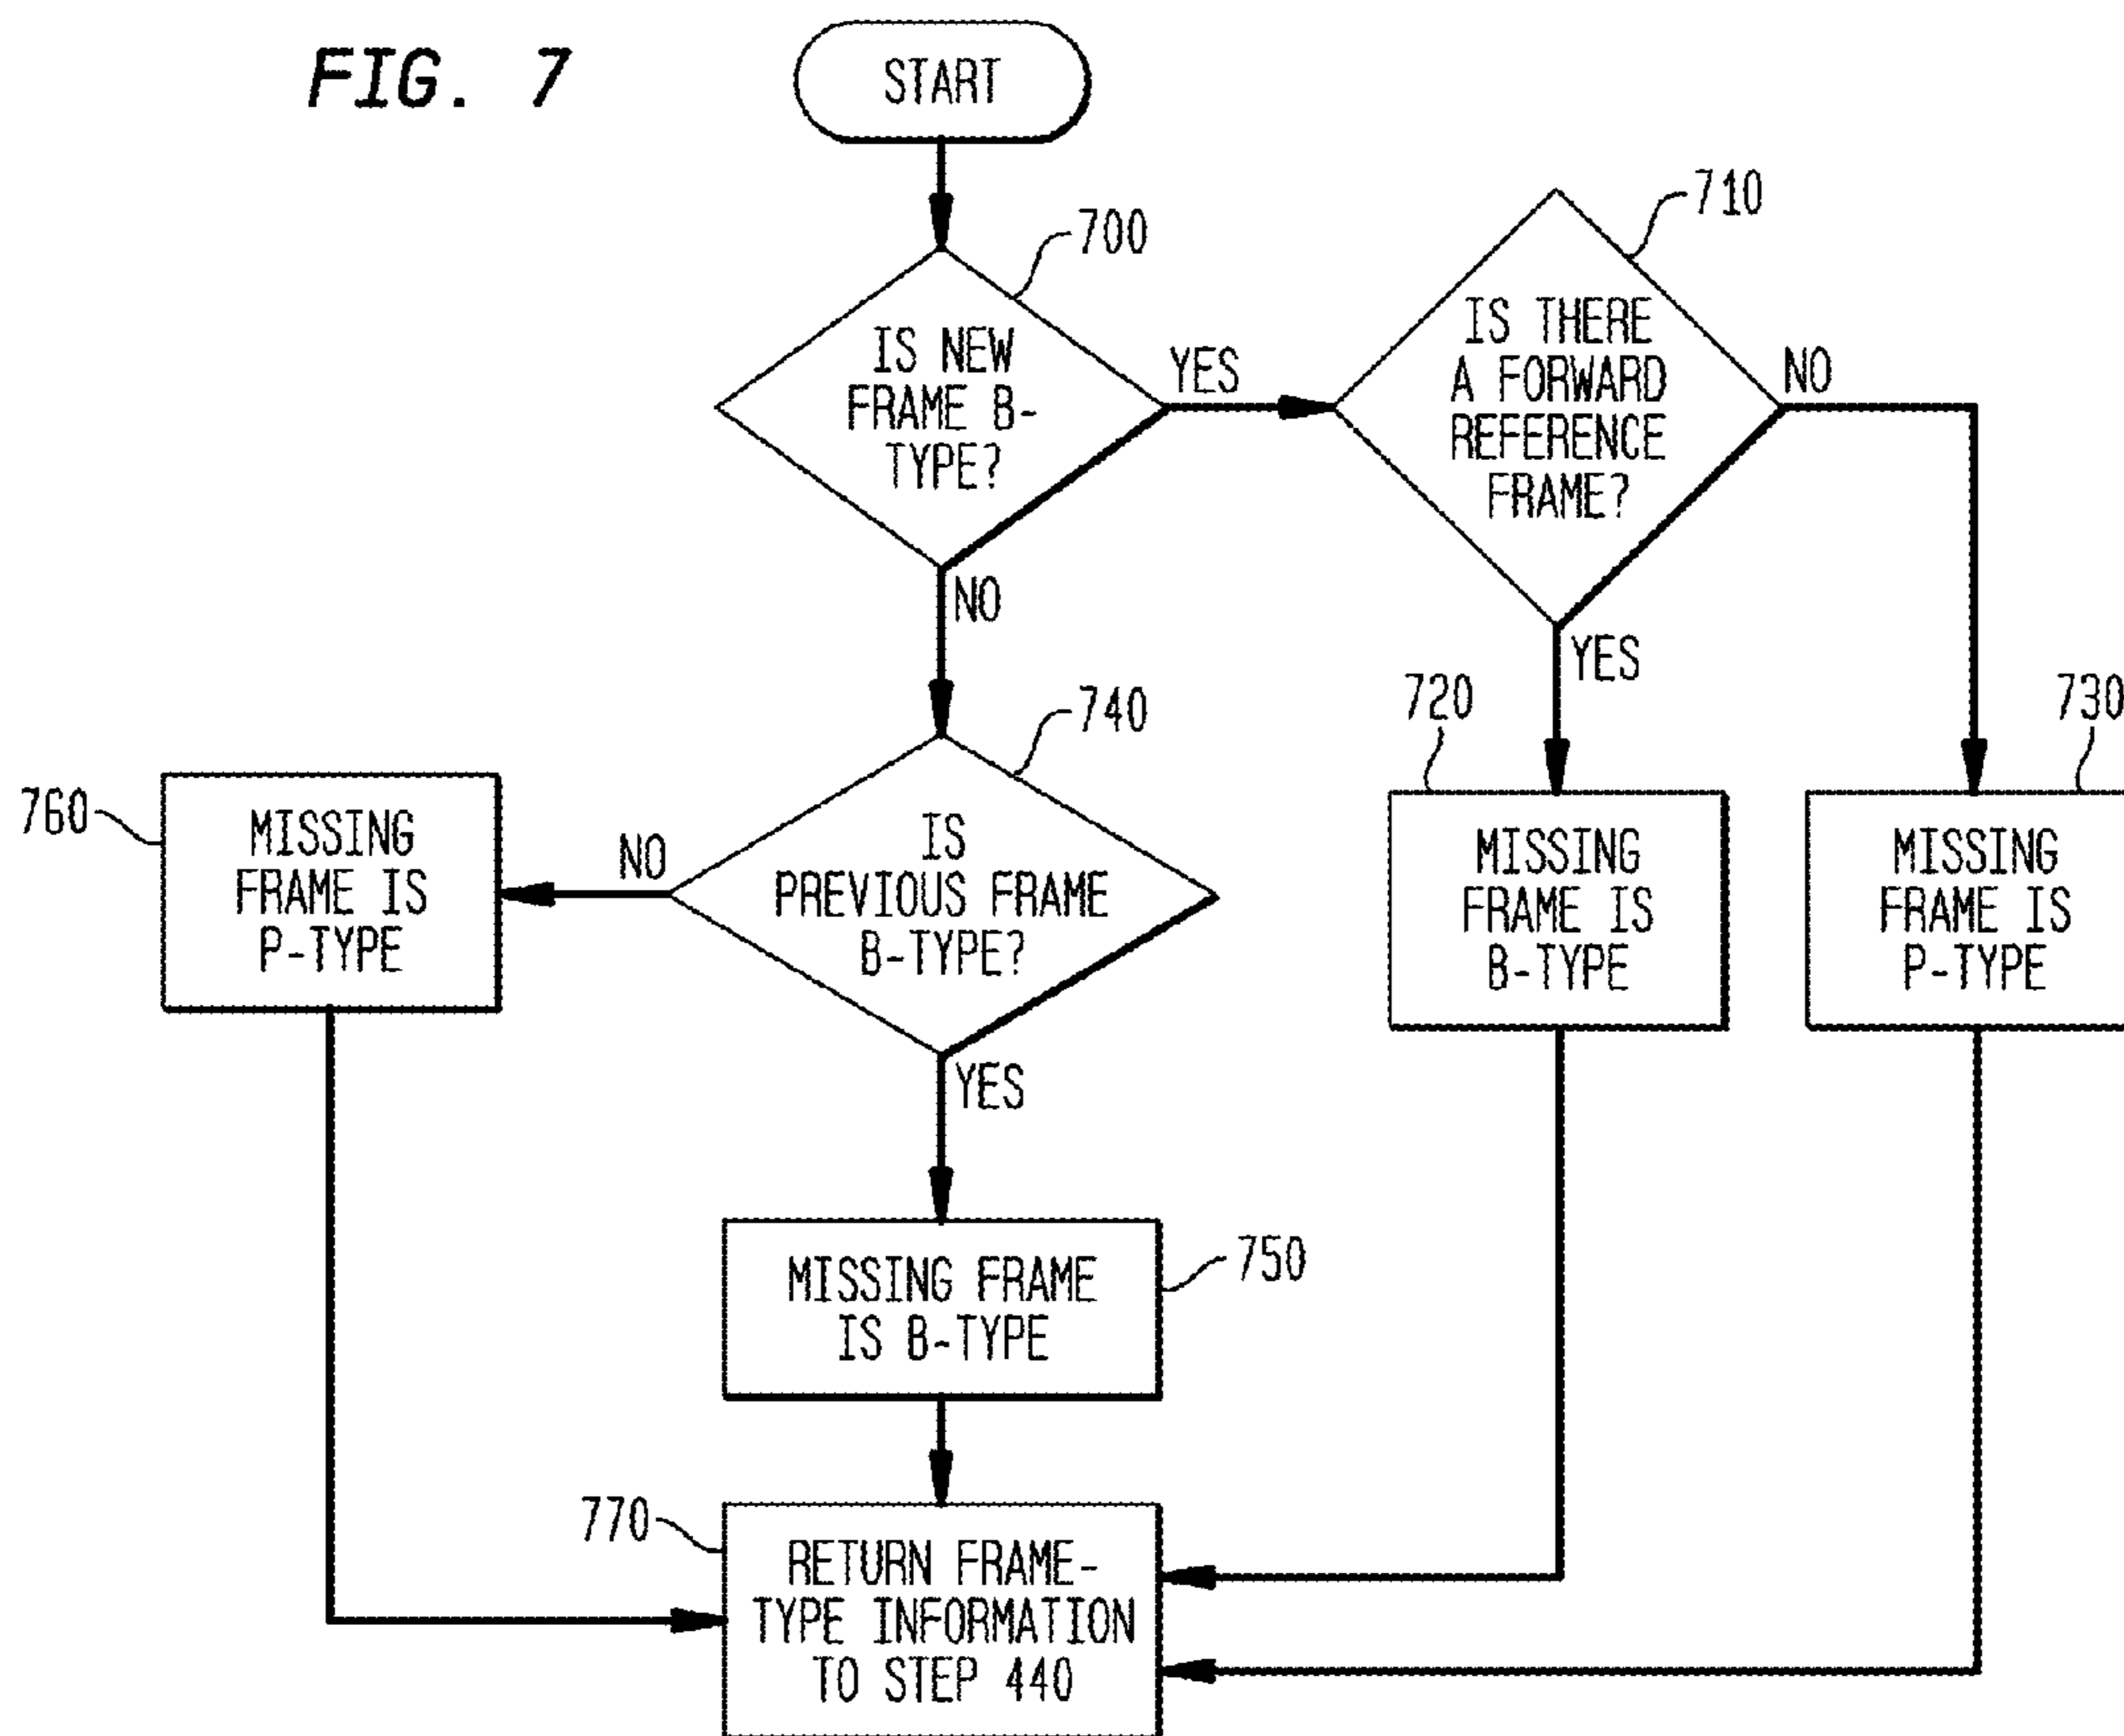 FIG. 7
START
700
IS NEW
FRAME B-
TYPE?
YES
NO
710
IS THERE
A FORWARD
REFERENCE
FRAME?
NO
YES
720
MISSING
FRAME IS
B-TYPE
730
MISSING
FRAME IS
P-TYPE
740
IS
PREVIOUS FRAME
B-TYPE?
NO
YES
760
MISSING
FRAME IS
P-TYPE
750
MISSING FRAME
IS B-TYPE
770
RETURN FRAME-
TYPE INFORMATION
TO STEP 440